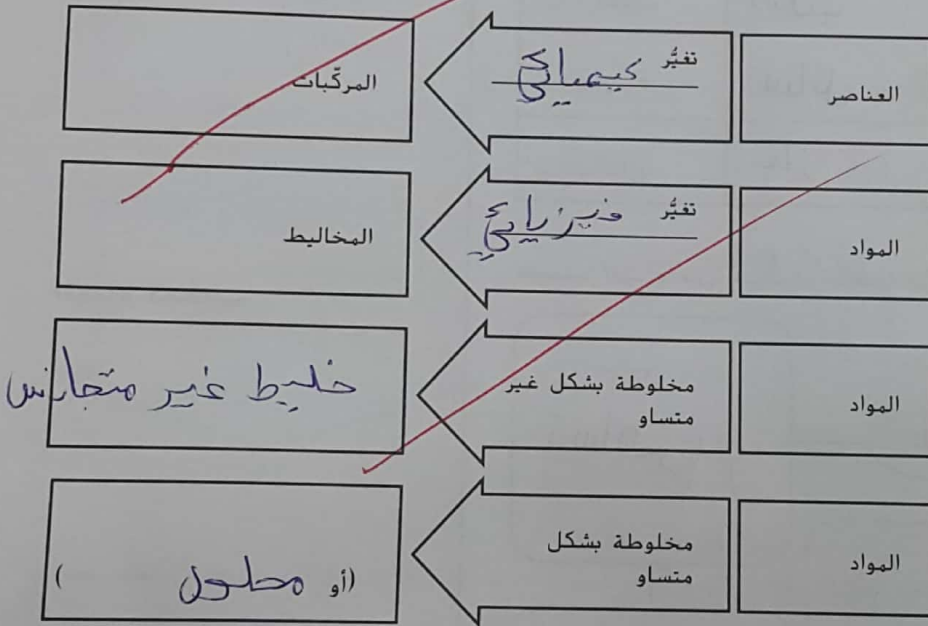 العناصر
تغيُّر كيميائي
المركّبات
المواد
تغيُّر فيزيائي
المخاليط
المواد
مخلوطة بشكل غير
متساو
خليط غير متجانس
المواد
مخلوطة بشكل
متساو
(أو محلول )